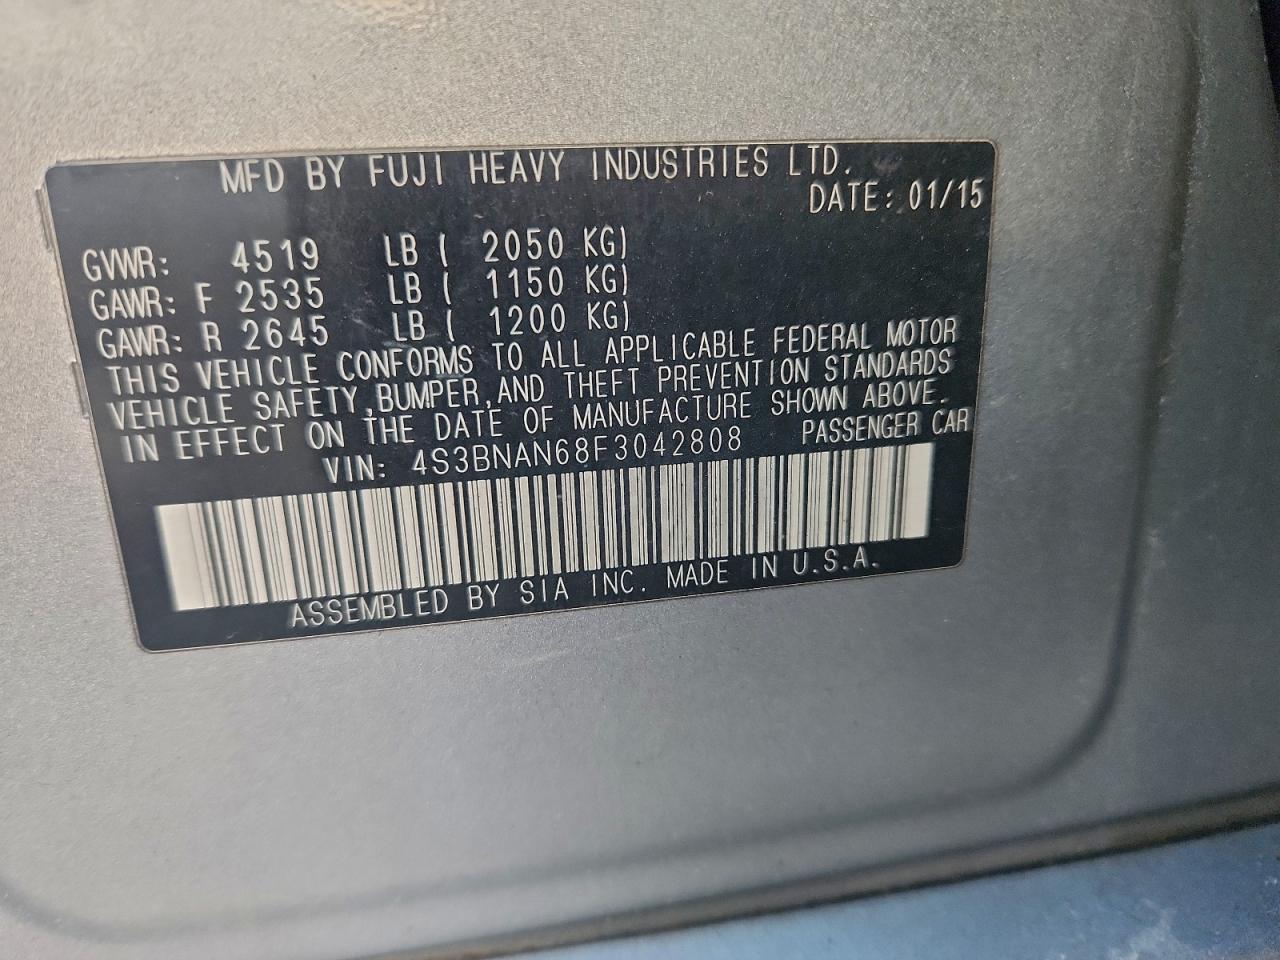 MFD BY FUJI HEAVY INDUSTRIES LTD.
DATE: 01/15
GVWR: 4519 LB ( 2050 KG)
GAWR: F 2535 LB ( 1150 KG)
GAWR: R 2645 LB ( 1200 KG)
THIS VEHICLE CONFORMS TO ALL APPLICABLE FEDERAL MOTOR
VEHICLE SAFETY,BUMPER,AND THEFT PREVENTION STANDARDS
IN EFFECT ON THE DATE OF MANUFACTURE SHOWN ABOVE.
VIN: 4S3BNAN68F3042808 PASSENGER CAR
ASSEMBLED BY SIA INC. MADE IN U.S.A.